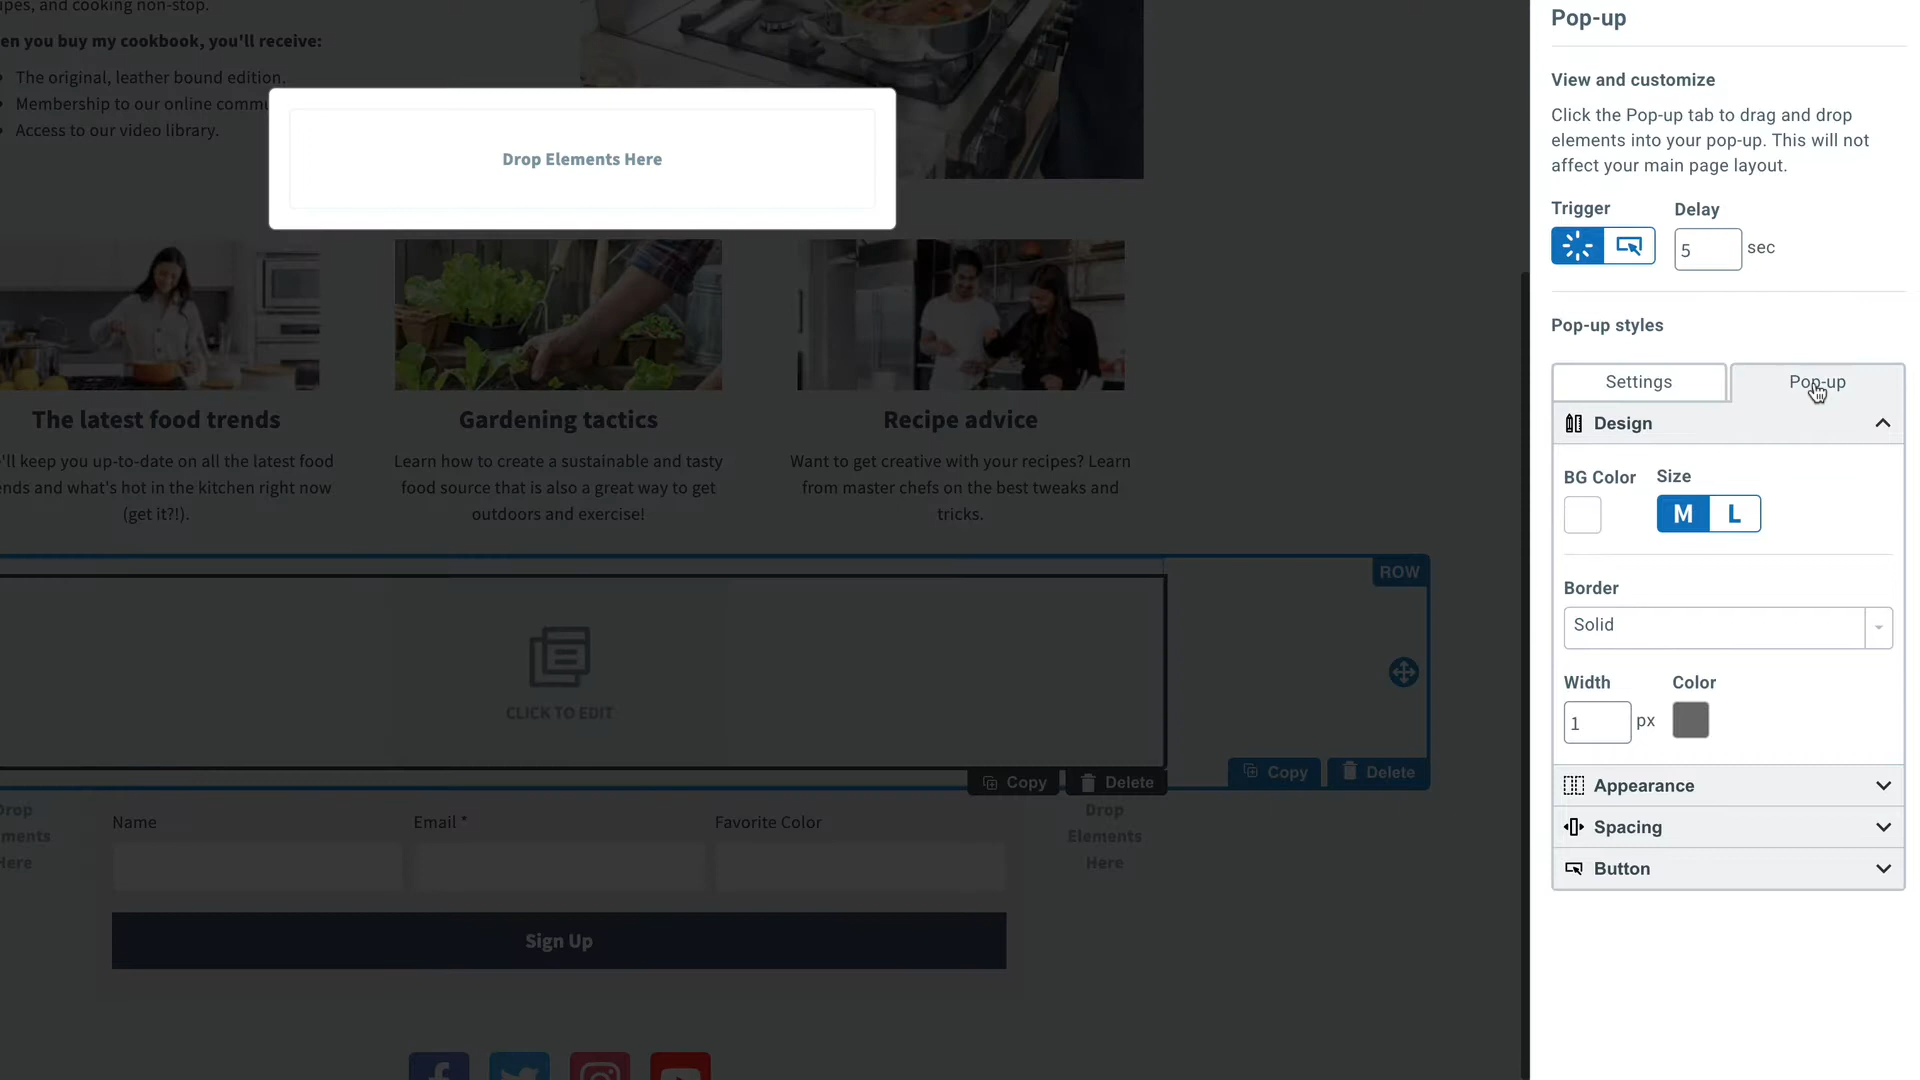 and cooking non-stop.
you buy my cookbook, you'll receive:
The original, leather bound edition.
Membership to our online
Access to our video library.
Drop Elements Here
The latest food trends
'll keep you up-to-date on all the latest food
and what's hot in the kitchen right now
(get it?!).
Gardening tactics
Learn how to create a sustainable and tasty
food source that is also a great way to get
outdoors and exercise!
Recipe advice
Want to get creative with your recipes? Learn
from master chefs on the best tweaks and
tricks.
ROW
CLICK TO EDIT
Copy
Delete
Copy
Delete
Drop
Elements
Here
Name
Email *
Favorite Color
Sign Up
Pop-up
View and customize
Click the Pop-up tab to drag and drop
elements into your pop-up. This will not
affect your main page layout.
Trigger
Delay
5
sec
Pop-up styles
Settings
Pop-up
Design
BG Color
Size
M
L
Border
Solid
Width
Color
1
px
Appearance
Spacing
Button